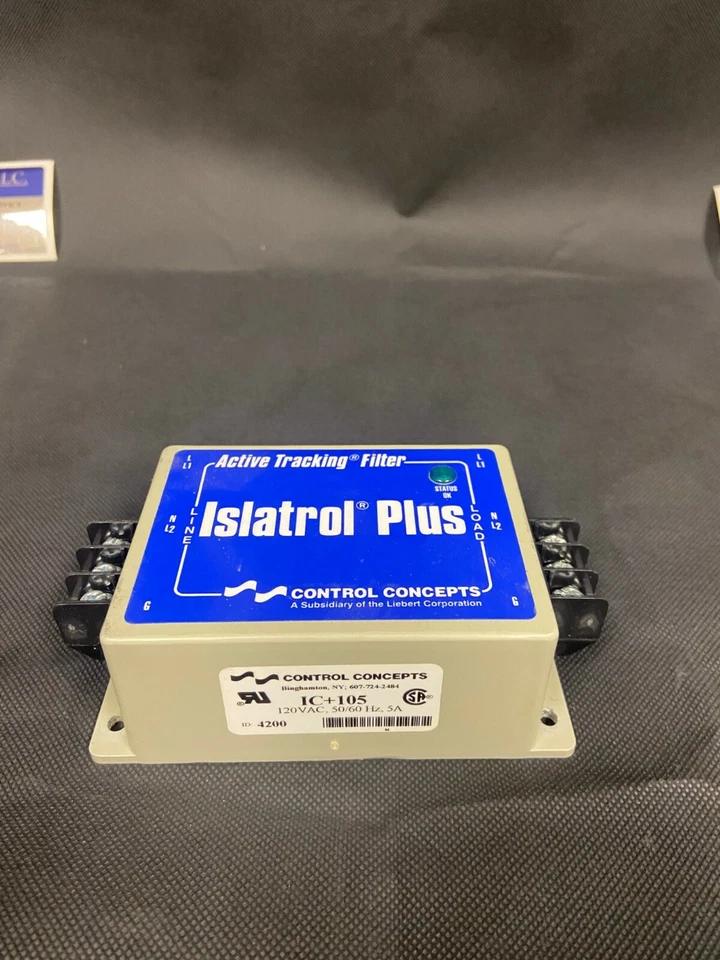 LC
Active Tracking® Filter
L
L1
L
L1
STATUS
OK
N
L2
LINE
Islatrol® Plus
LOAD
N
L2
G
CONTROL CONCEPTS
A Subsidiary of the Liebert Corporation
G
CONTROL CONCEPTS
Binghamton, NY; 607-724-2484
IC+105
120VAC, 50/60 Hz, 5A
ID: 4200